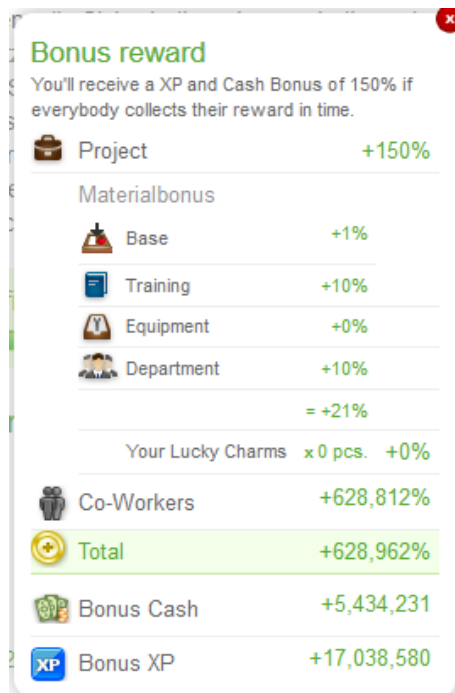 Bonus reward
You'll receive a XP and Cash Bonus of 150% if
everybody collects their reward in time.
Project +150%
Materialbonus
Base +1%
Training +10%
Equipment +0%
Department +10%
= +21%
Your Lucky Charms x 0 pcs. +0%
Co-Workers +628,812%
Total +628,962%
Bonus Cash +5,434,231
XP Bonus XP +17,038,580